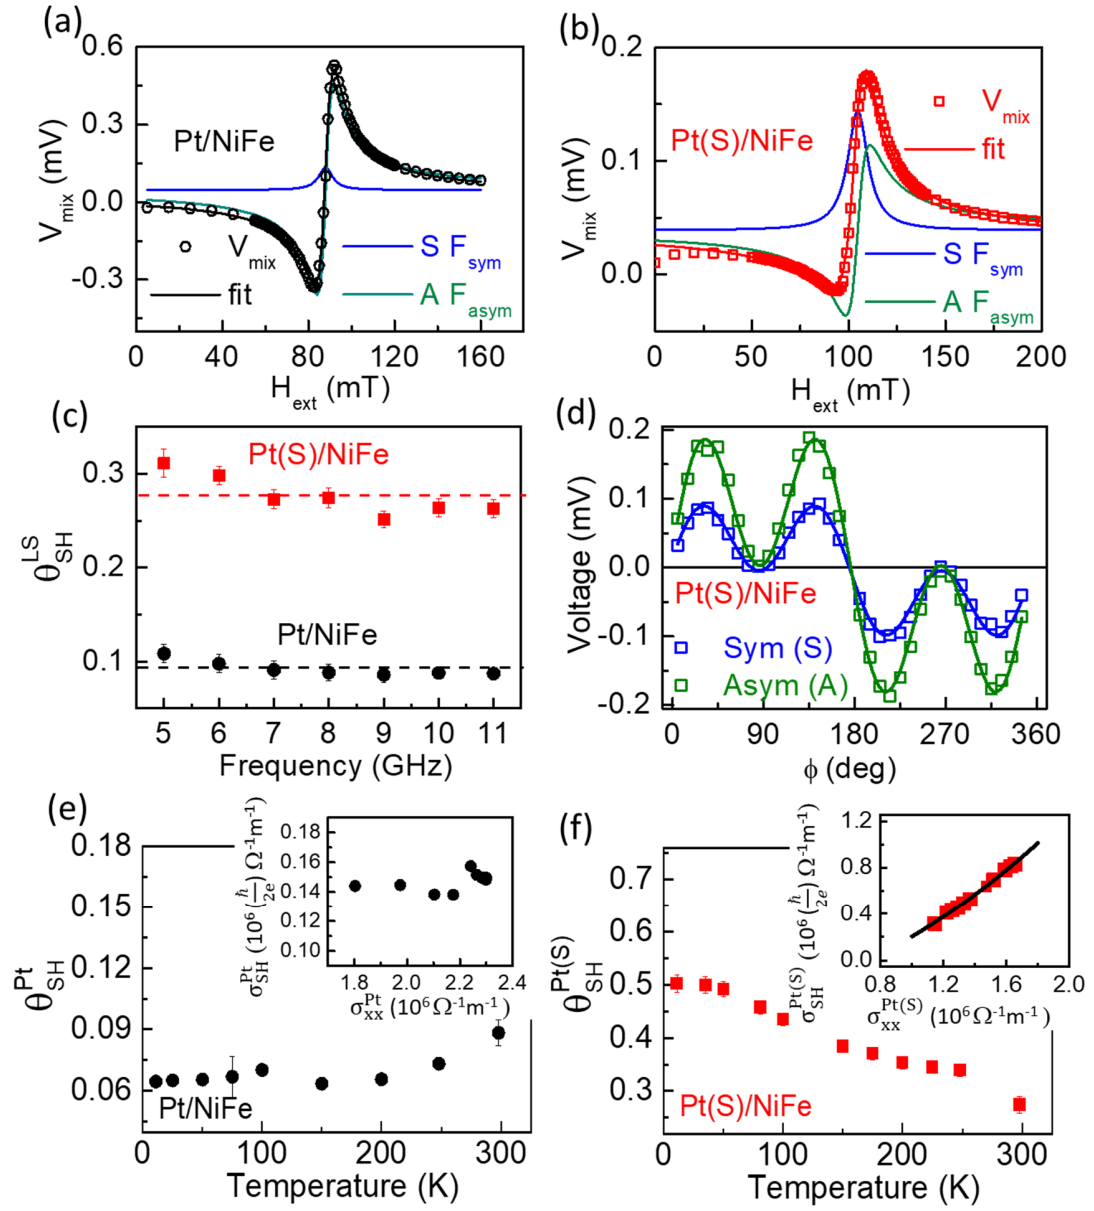 (a)
0.6
0.3
0.0
-0.3
V_mix (mV)
Pt/NiFe
V_mix
fit
S F_sym
A F_asym
0 40 80 120 160
H_ext (mT)
(b)
0.2
0.1
0.0
V_mix (mV)
Pt(S)/NiFe
V_mix
fit
S F_sym
A F_asym
0 50 100 150 200
H_ext (mT)
(c)
0.3
0.2
0.1
θ_SH^LS
Pt(S)/NiFe
Pt/NiFe
5 6 7 8 9 10 11
Frequency (GHz)
(d)
0.2
0.1
0.0
-0.1
-0.2
Voltage (mV)
Pt(S)/NiFe
Sym (S)
Asym (A)
0 90 180 270 360
ϕ (deg)
(e)
0.18
0.15
0.12
0.09
0.06
θ_SH^Pt
0.18
0.16
0.14
0.12
0.10
σ_SH^Pt (10^6 (ħ/2e) Ω^-1m^-1)
1.8 2.0 2.2 2.4
σ_xx^Pt (10^6 Ω^-1m^-1)
Pt/NiFe
0 100 200 300
Temperature (K)
(f)
0.7
0.6
0.5
0.4
0.3
θ_SH^Pt(S)
1.2
0.8
0.4
0.0
σ_SH^Pt(S) (10^6 (ħ/2e) Ω^-1m^-1)
0.8 1.2 1.6 2.0
σ_xx^Pt(S) (10^6 Ω^-1m^-1)
Pt(S)/NiFe
0 100 200 300
Temperature (K)